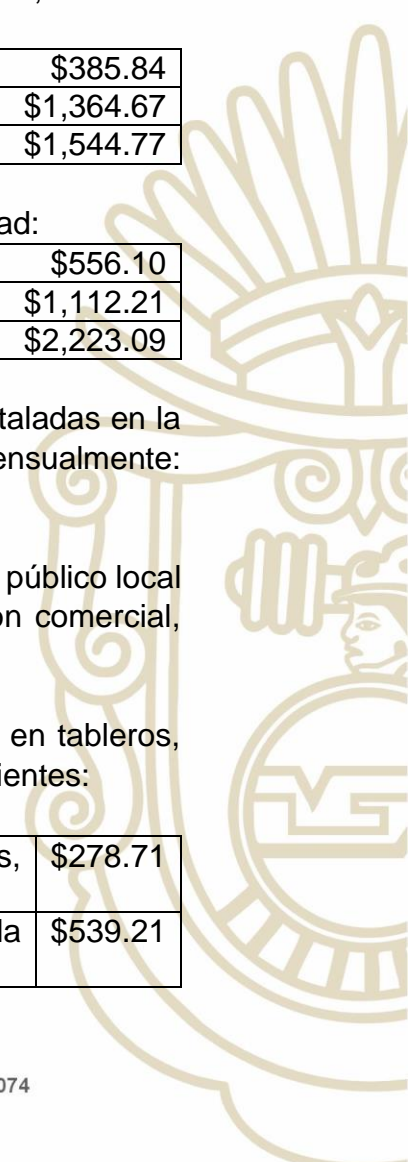 $385.84
$1,364.67
$1,544.77
ad:
$556.10
$1,112.21
$2,223.09
taladas en la
ensualmente:
público local
ón comercial,
en tableros,
ientes:
s, $278.71
la $539.21
074